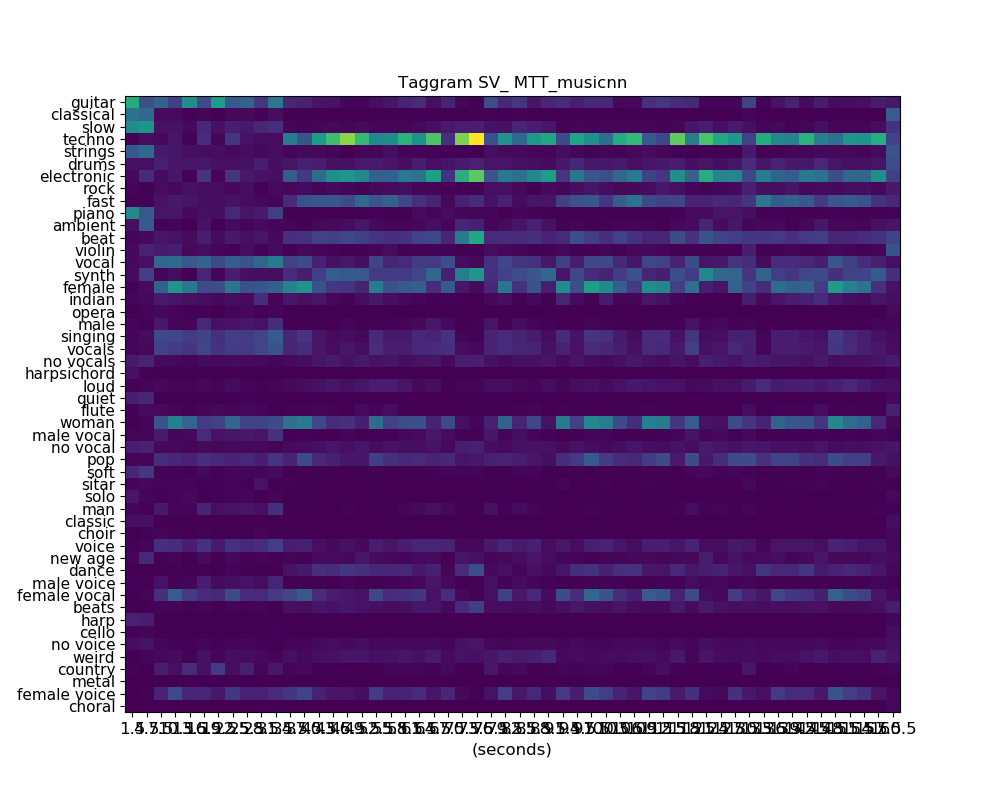 Taggram SV_ MTT_musicnn
guitar
classical
slow
techno
strings
drums
electronic
rock
fast
piano
ambient
beat
violin
vocal
synth
female
indian
opera
male
singing
vocals
no vocals
harpsichord
loud
quiet
flute
woman
male vocal
no vocal
pop
soft
sitar
solo
man
classic
choir
voice
new age
dance
male voice
female vocal
beats
harp
cello
no voice
weird
country
metal
female voice
choral
(seconds)